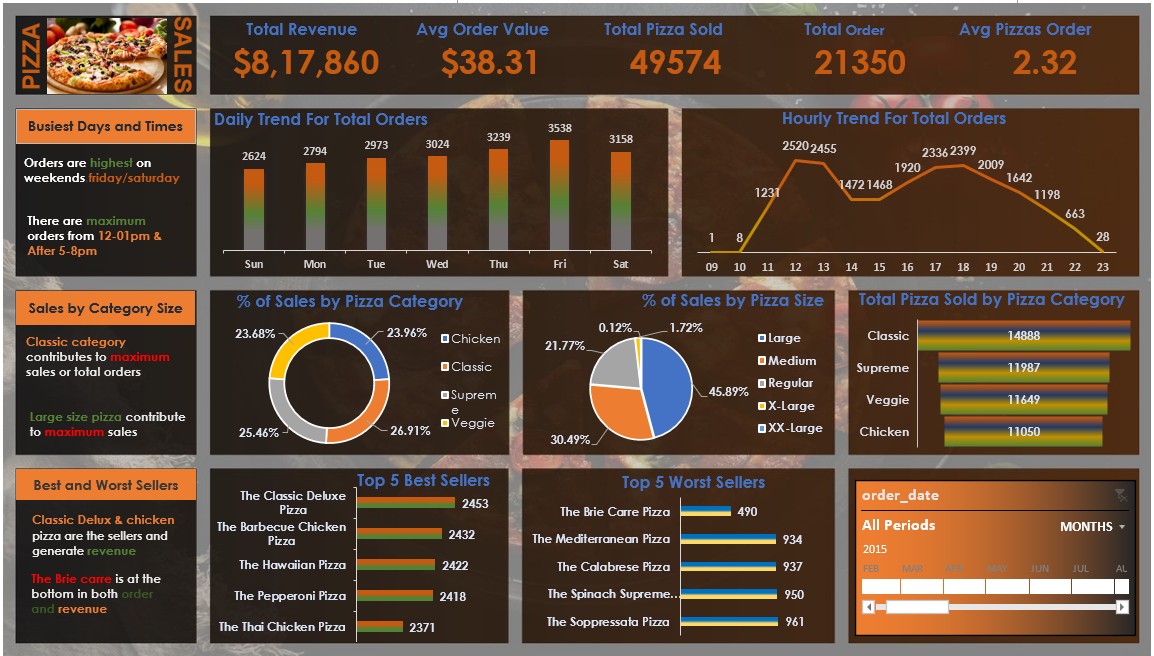 PIZZA
SALES
Total Revenue
$8,17,860
Avg Order Value
$38.31
Total Pizza Sold
49574
Total Order
21350
Avg Pizzas Order
2.32
Busiest Days and Times
Orders are highest on
weekends friday/saturday
There are maximum
orders from 12-01pm &
After 5-8pm
Daily Trend For Total Orders
2624
2794
2973
3024
3239
3538
3158
Sun
Mon
Tue
Wed
Thu
Fri
Sat
Hourly Trend For Total Orders
1
8
1231
2520
2455
1472
1468
1920
2336
2399
2009
1642
1198
663
28
09
10
11
12
13
14
15
16
17
18
19
20
21
22
23
Sales by Category Size
Classic category
contributes to maximum
sales or total orders
Large size pizza contribute
to maximum sales
% of Sales by Pizza Category
23.68%
23.96%
25.46%
26.91%
Chicken
Classic
Suprem
e
Veggie
% of Sales by Pizza Size
0.12%
1.72%
21.77%
45.89%
30.49%
Large
Medium
Regular
X-Large
XX-Large
Total Pizza Sold by Pizza Category
Classic
14888
Supreme
11987
Veggie
11649
Chicken
11050
Best and Worst Sellers
Classic Delux & chicken
pizza are the sellers and
generate revenue
The Brie carre is at the
bottom in both order
and revenue
Top 5 Best Sellers
The Classic Deluxe
Pizza
2453
The Barbecue Chicken
Pizza
2432
The Hawaiian Pizza
2422
The Pepperoni Pizza
2418
The Thai Chicken Pizza
2371
Top 5 Worst Sellers
The Brie Carre Pizza
490
The Mediterranean Pizza
934
The Calabrese Pizza
937
The Spinach Supreme...
950
The Soppressata Pizza
961
order_date
All Periods
MONTHS
2015
FEB
MAR
APR
MAY
JUN
JUL
AU